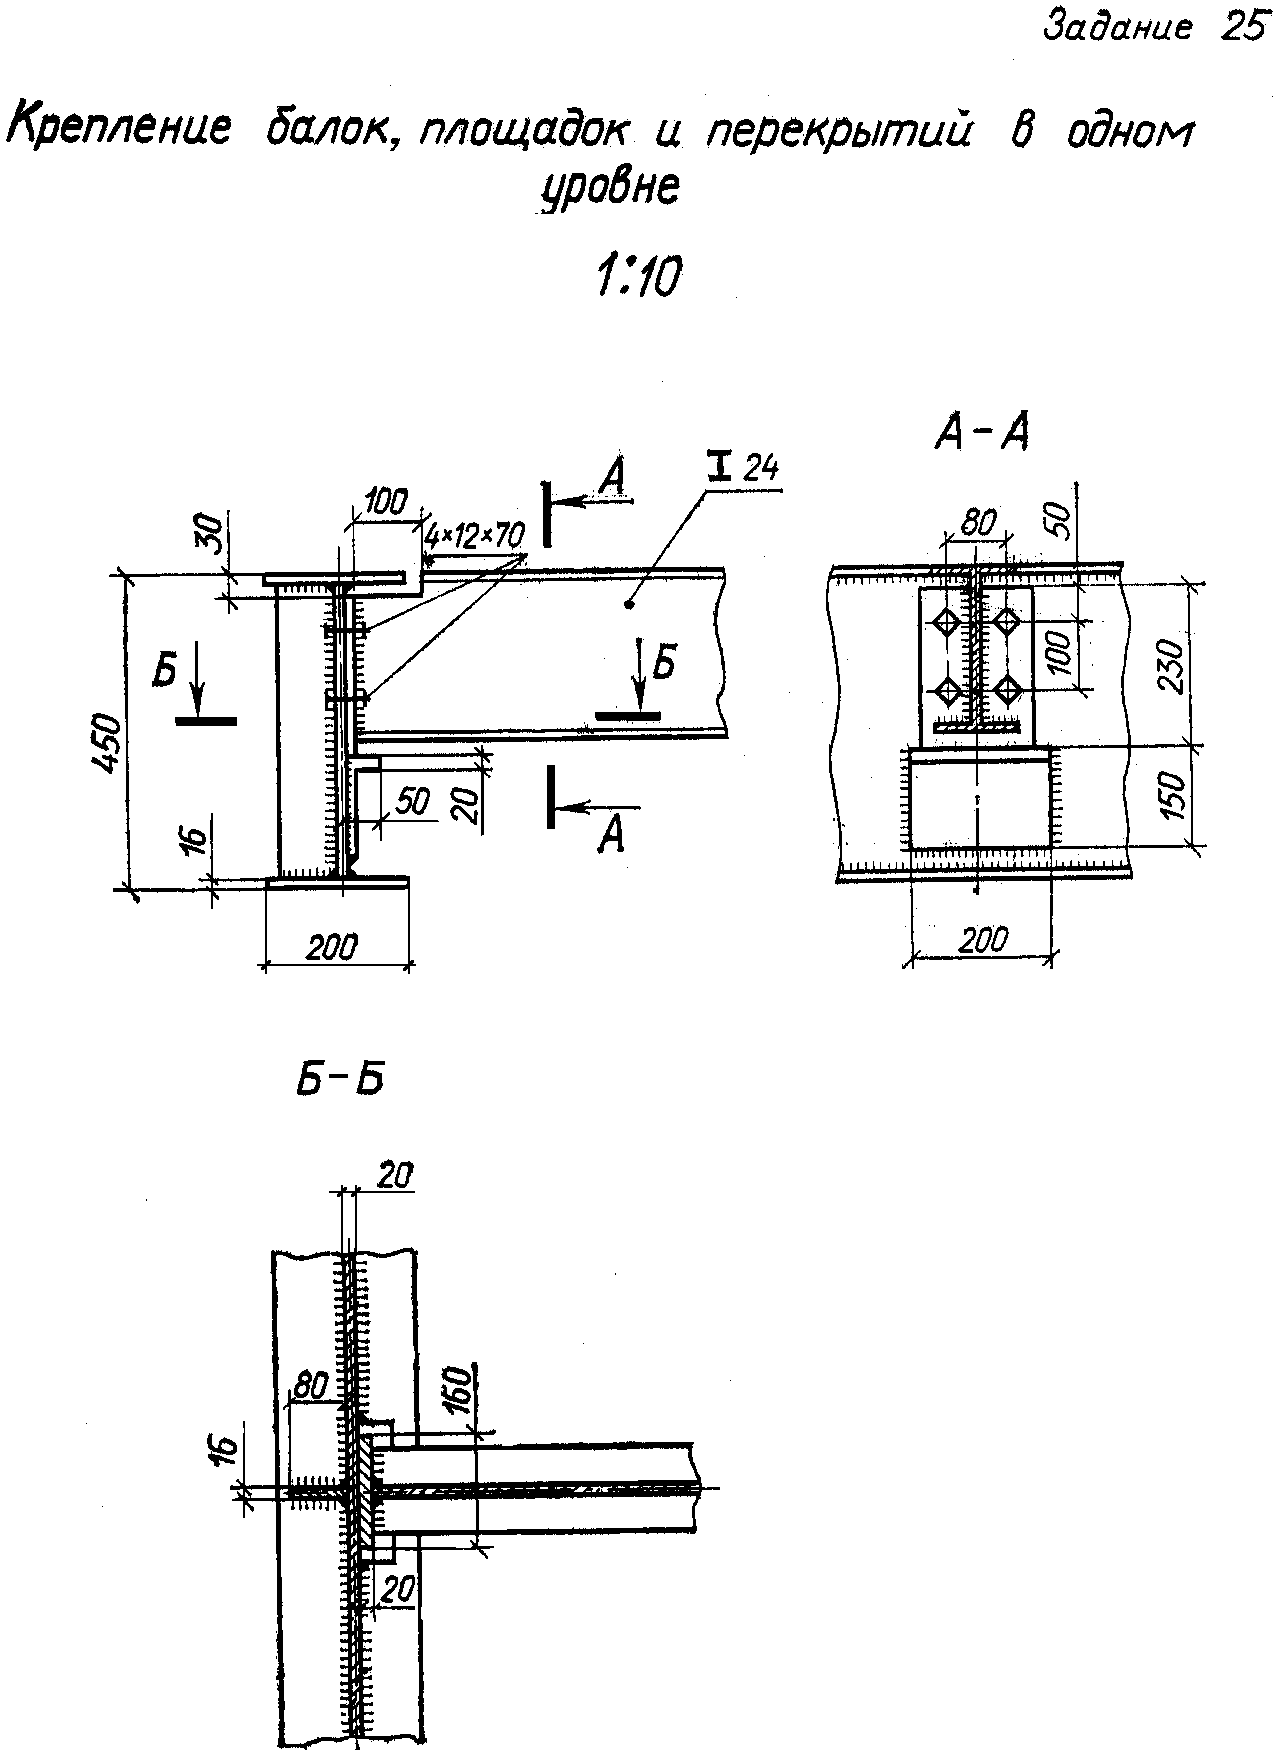 Задание 25
Крепление балок, площадок и перекрытий в одном
уровне
1:10
А-А
А
I 24
100
30
4×12×70
80
50
Б
Б
100
230
450
50
20
А
150
16
200
200
Б-Б
20
80
160
16
20